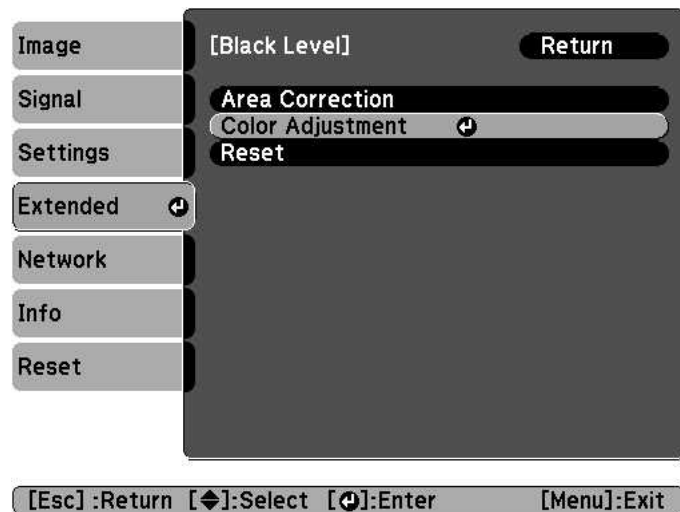 Image
Signal
Settings
Extended
Network
Info
Reset
[Black Level] Return
Area Correction
Color Adjustment
Reset
[Esc] :Return [◆]:Select [↵]:Enter [Menu]:Exit